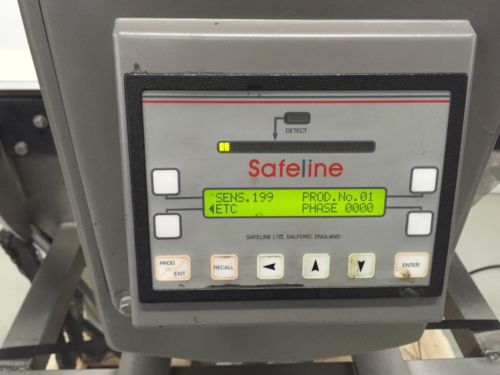 DETECT
Safeline
SENS.199 PROD.No.01
ETC PHASE 0000
SAFELINE LTD, SALFORD, ENGLAND
PROG EXIT RECALL ENTER